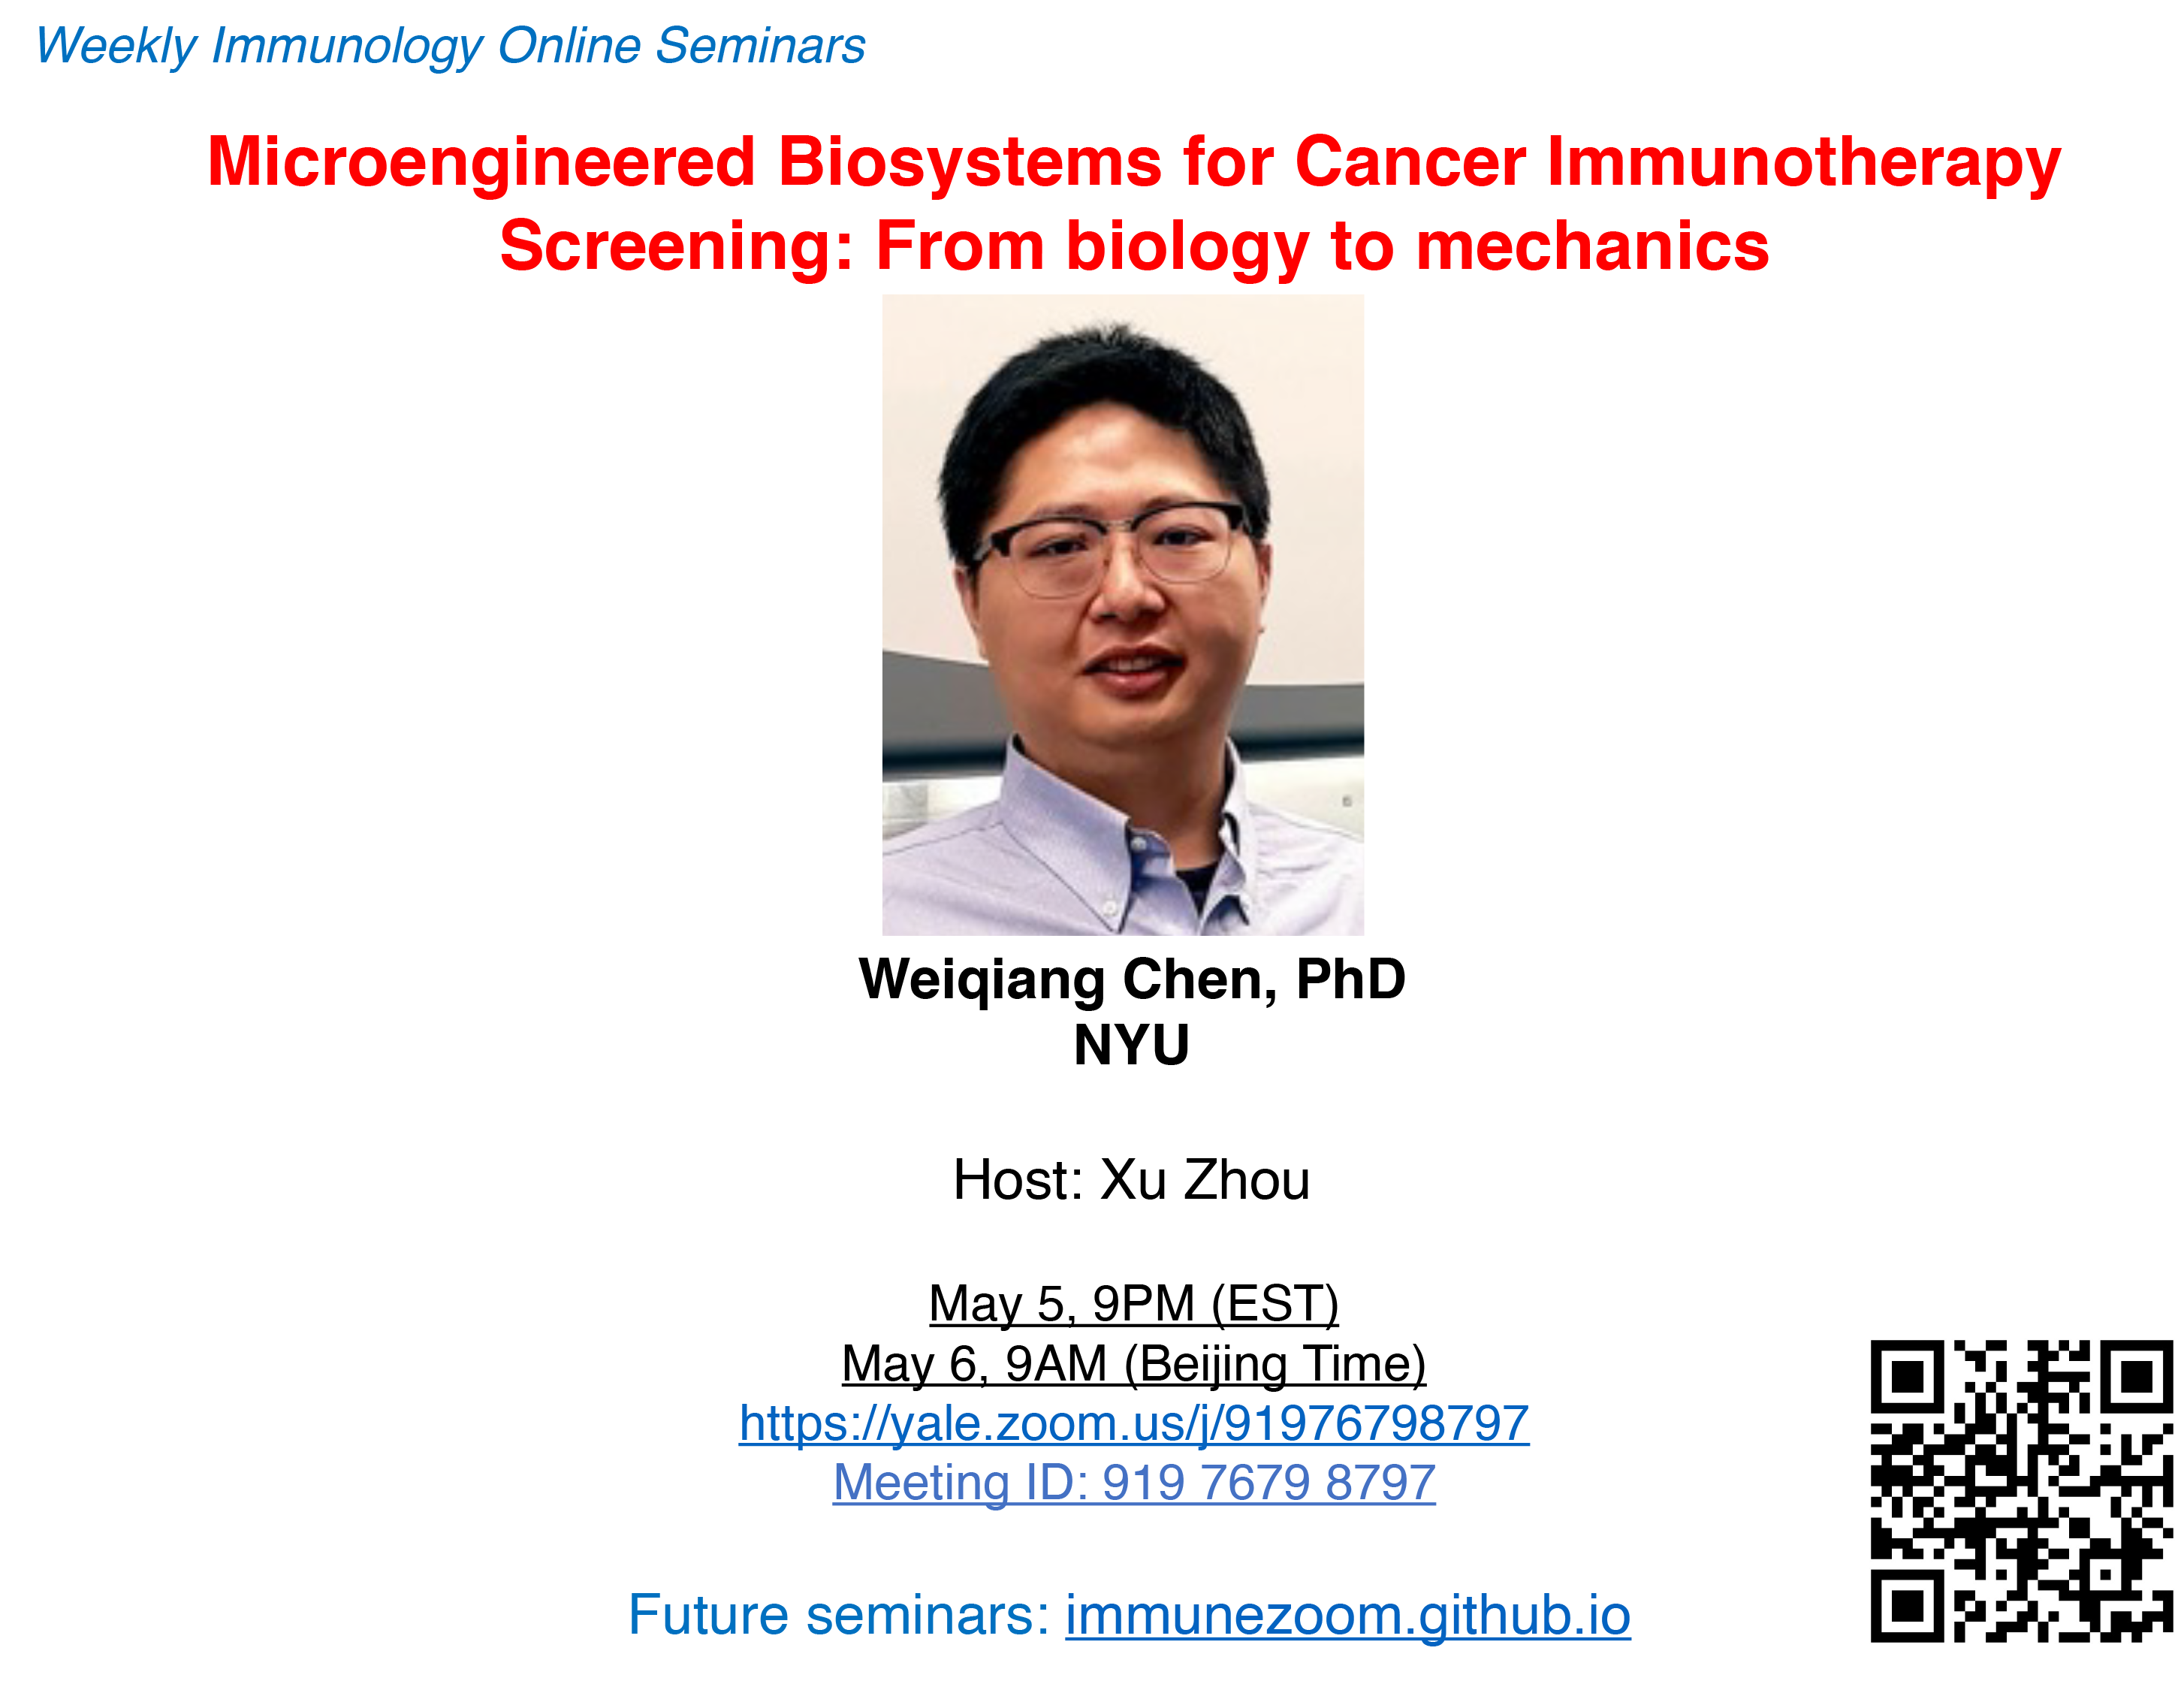 Weekly Immunology Online Seminars
Microengineered Biosystems for Cancer Immunotherapy
Screening: From biology to mechanics
Weiqiang Chen, PhD
NYU
Host: Xu Zhou
May 5, 9PM (EST)
May 6, 9AM (Beijing Time)
https://yale.zoom.us/j/91976798797
Meeting ID: 919 7679 8797
Future seminars: immunezoom.github.io